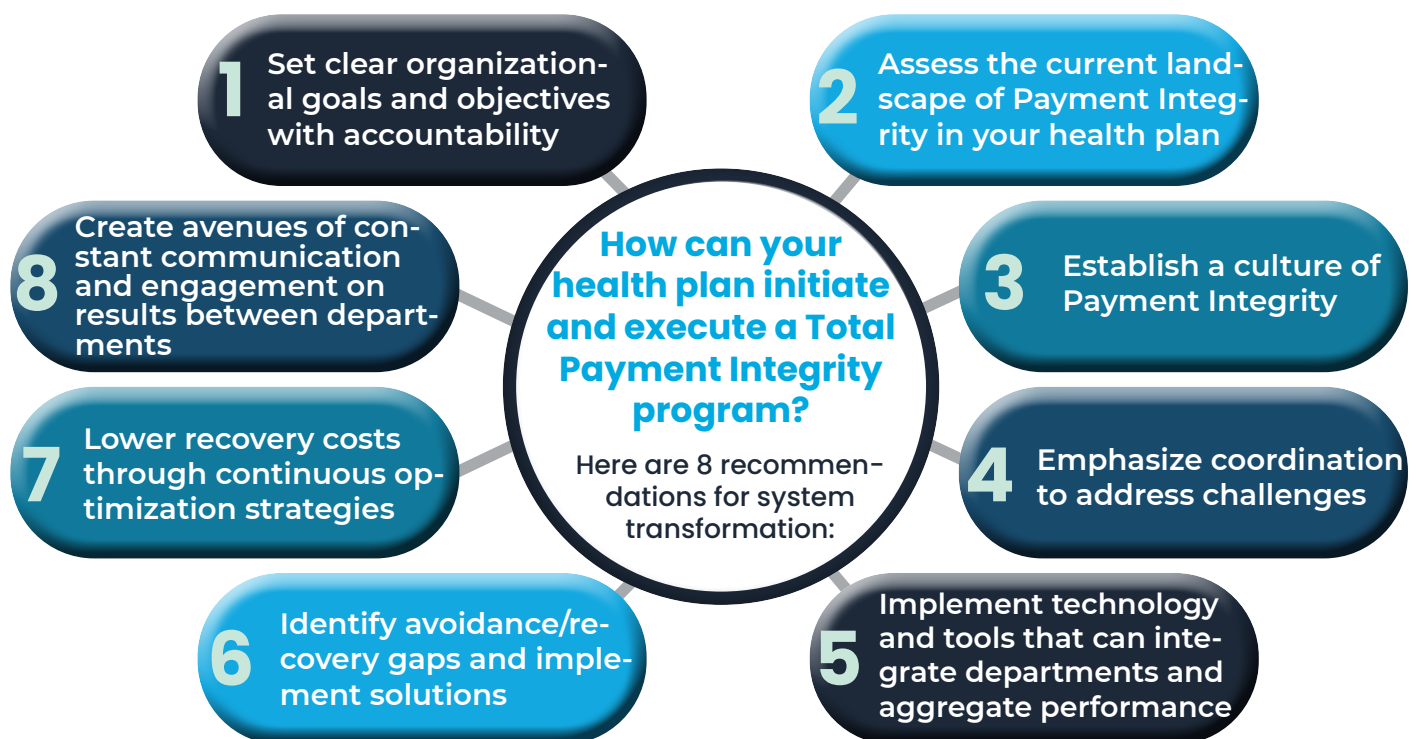 How can your
health plan initiate
and execute a Total
Payment Integrity
program?
Here are 8 recommen-
dations for system
transformation:
1
Set clear organization-
al goals and objectives
with accountability
2
Assess the current land-
scape of Payment Integ-
rity in your health plan
3
Establish a culture of
Payment Integrity
4
Emphasize coordination
to address challenges
5
Implement technology
and tools that can inte-
grate departments and
aggregate performance
6
Identify avoidance/re-
covery gaps and imple-
ment solutions
7
Lower recovery costs
through continuous op-
timization strategies
8
Create avenues of con-
stant communication
and engagement on
results between depart-
ments